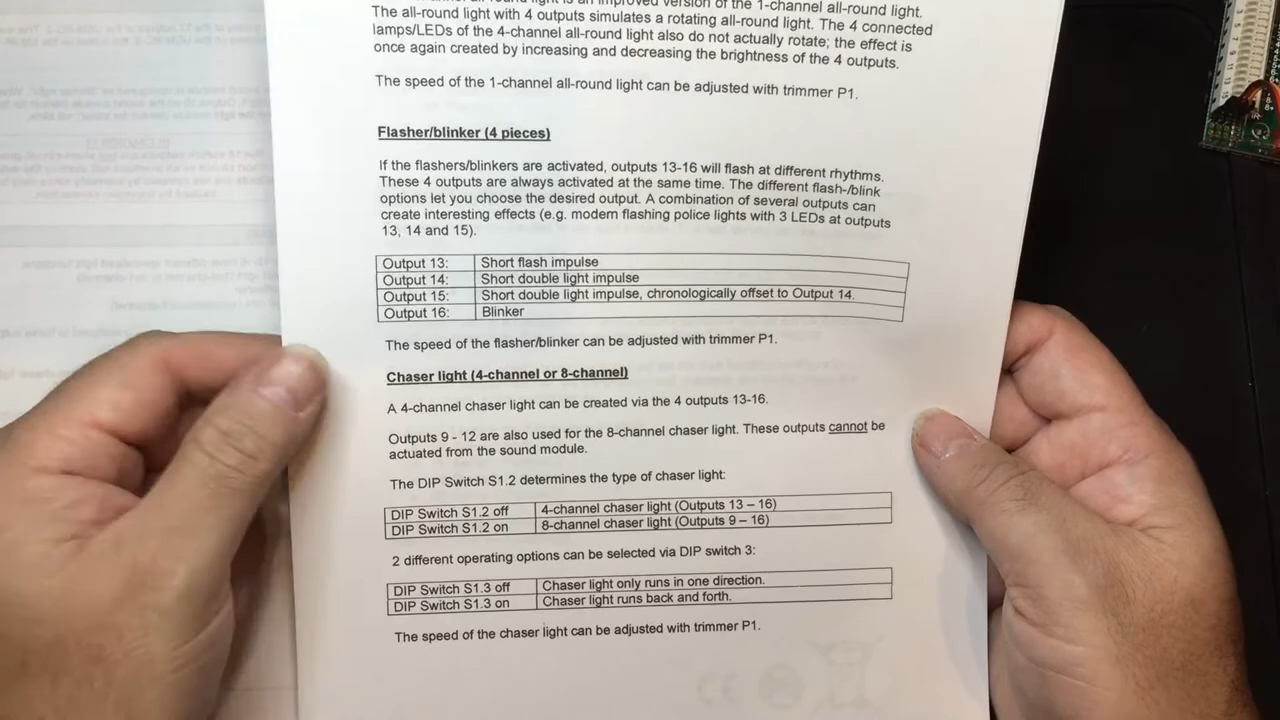 light is an improved version of the 1-channel all-round light.
The all-round light with 4 outputs simulates a rotating all-round light. The 4 connected
lamps/LEDs of the 4-channel all-round light also do not actually rotate; the effect is
once again created by increasing and decreasing the brightness of the 4 outputs.
The speed of the 1-channel all-round light can be adjusted with trimmer P1.
Flasher/blinker (4 pieces)
If the flashers/blinkers are activated, outputs 13-16 will flash at different rhythms.
These 4 outputs are always activated at the same time. The different flash-/blink
options let you choose the desired output. A combination of several outputs can
create interesting effects (e.g. modern flashing police lights with 3 LEDs at outputs
13, 14 and 15).
Output 13: Short flash impulse
Output 14: Short double light impulse
Output 15: Short double light impulse, chronologically offset to Output 14.
Output 16: Blinker
The speed of the flasher/blinker can be adjusted with trimmer P1.
Chaser light (4-channel or 8-channel)
A 4-channel chaser light can be created via the 4 outputs 13-16.
Outputs 9 - 12 are also used for the 8-channel chaser light. These outputs cannot be
actuated from the sound module.
The DIP Switch S1.2 determines the type of chaser light:
DIP Switch S1.2 off 4-channel chaser light (Outputs 13 – 16)
DIP Switch S1.2 on 8-channel chaser light (Outputs 9 – 16)
2 different operating options can be selected via DIP switch 3:
DIP Switch S1.3 off Chaser light only runs in one direction.
DIP Switch S1.3 on Chaser light runs back and forth.
The speed of the chaser light can be adjusted with trimmer P1.